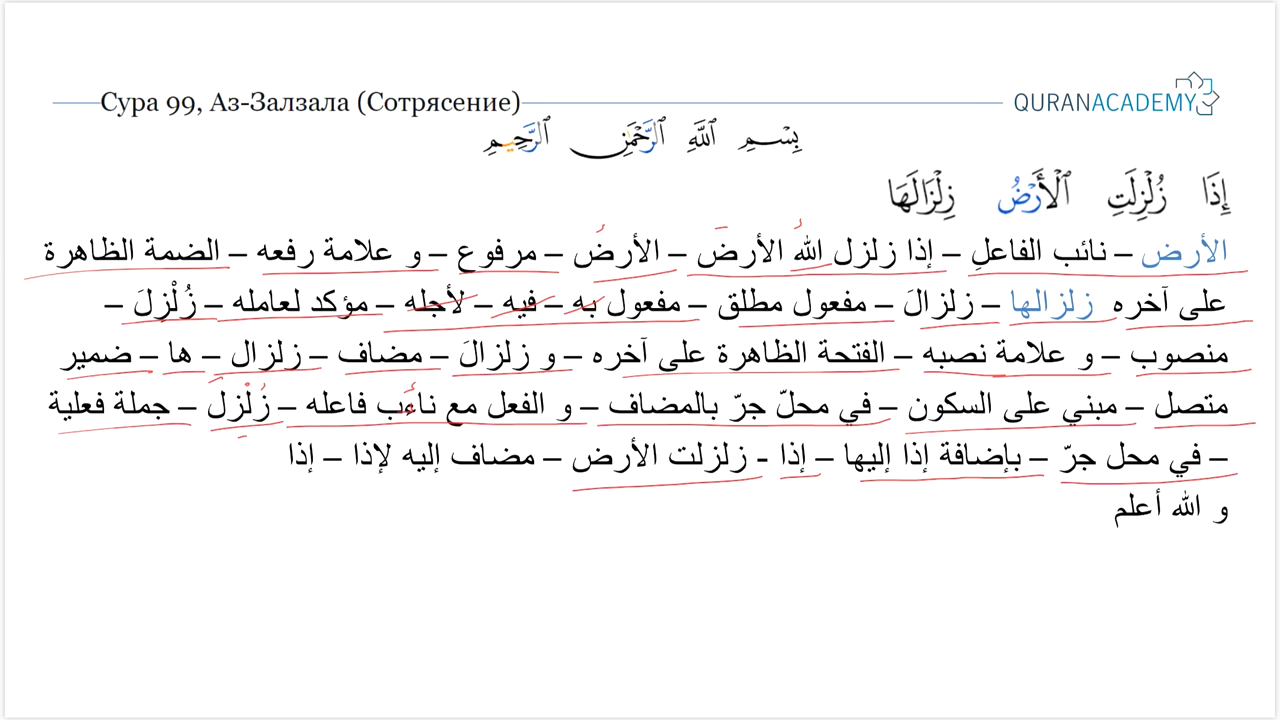 Сура 99, Аз-Залзала (Сотрясение)
QURANACADEMY
بِسْمِ ٱللَّهِ ٱلرَّحْمَٰنِ ٱلرَّحِيمِ
إِذَا زُلْزِلَتِ ٱلْأَرْضُ زِلْزَالَهَا
الأرض – نائب الفاعلِ – إذا زلزل اللهُ الأرضَ – الأرضُ – مرفوع – و علامة رفعه – الضمة الظاهرة
على آخره زلزالها – زلزالَ – مفعول مطلق – مفعول به – فيه – لأجله – مؤكد لعامله – زُلْزِلَ –
منصوب – و علامة نصبه – الفتحة الظاهرة على آخره – و زلزالَ – مضاف – زلزال – ها – ضمير
متصل – مبني على السكون – في محلّ جرّ بالمضاف – و الفعل مع ناءب فاعله – زُلْزِلَ – جملة فعلية
– في محل جرّ – بإضافة إذا إليها – إذا - زلزلت الأرض – مضاف إليه لإذا – إذا
و الله أعلم